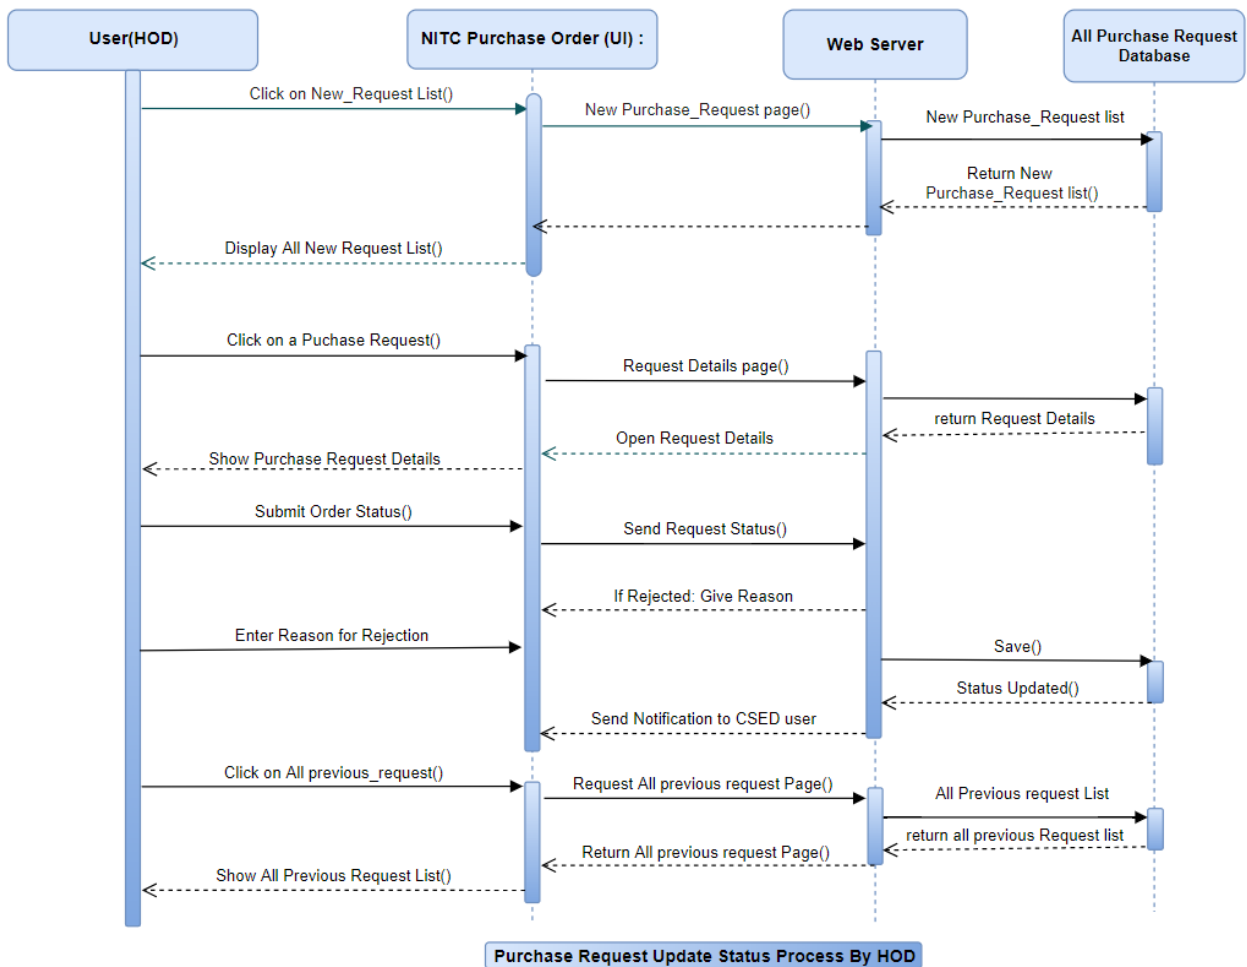 User(HOD)
NITC Purchase Order (UI) :
Web Server
All Purchase Request
Database
Click on New_Request List()
New Purchase_Request page()
New Purchase_Request list
Return New
Purchase_Request list()
Display All New Request List()
Click on a Puchase Request()
Request Details page()
return Request Details
Open Request Details
Show Purchase Request Details
Submit Order Status()
Send Request Status()
If Rejected: Give Reason
Enter Reason for Rejection
Save()
Status Updated()
Send Notification to CSED user
Click on All previous_request()
Request All previous request Page()
All Previous request List
return all previous Request list
Return All previous request Page()
Show All Previous Request List()
Purchase Request Update Status Process By HOD